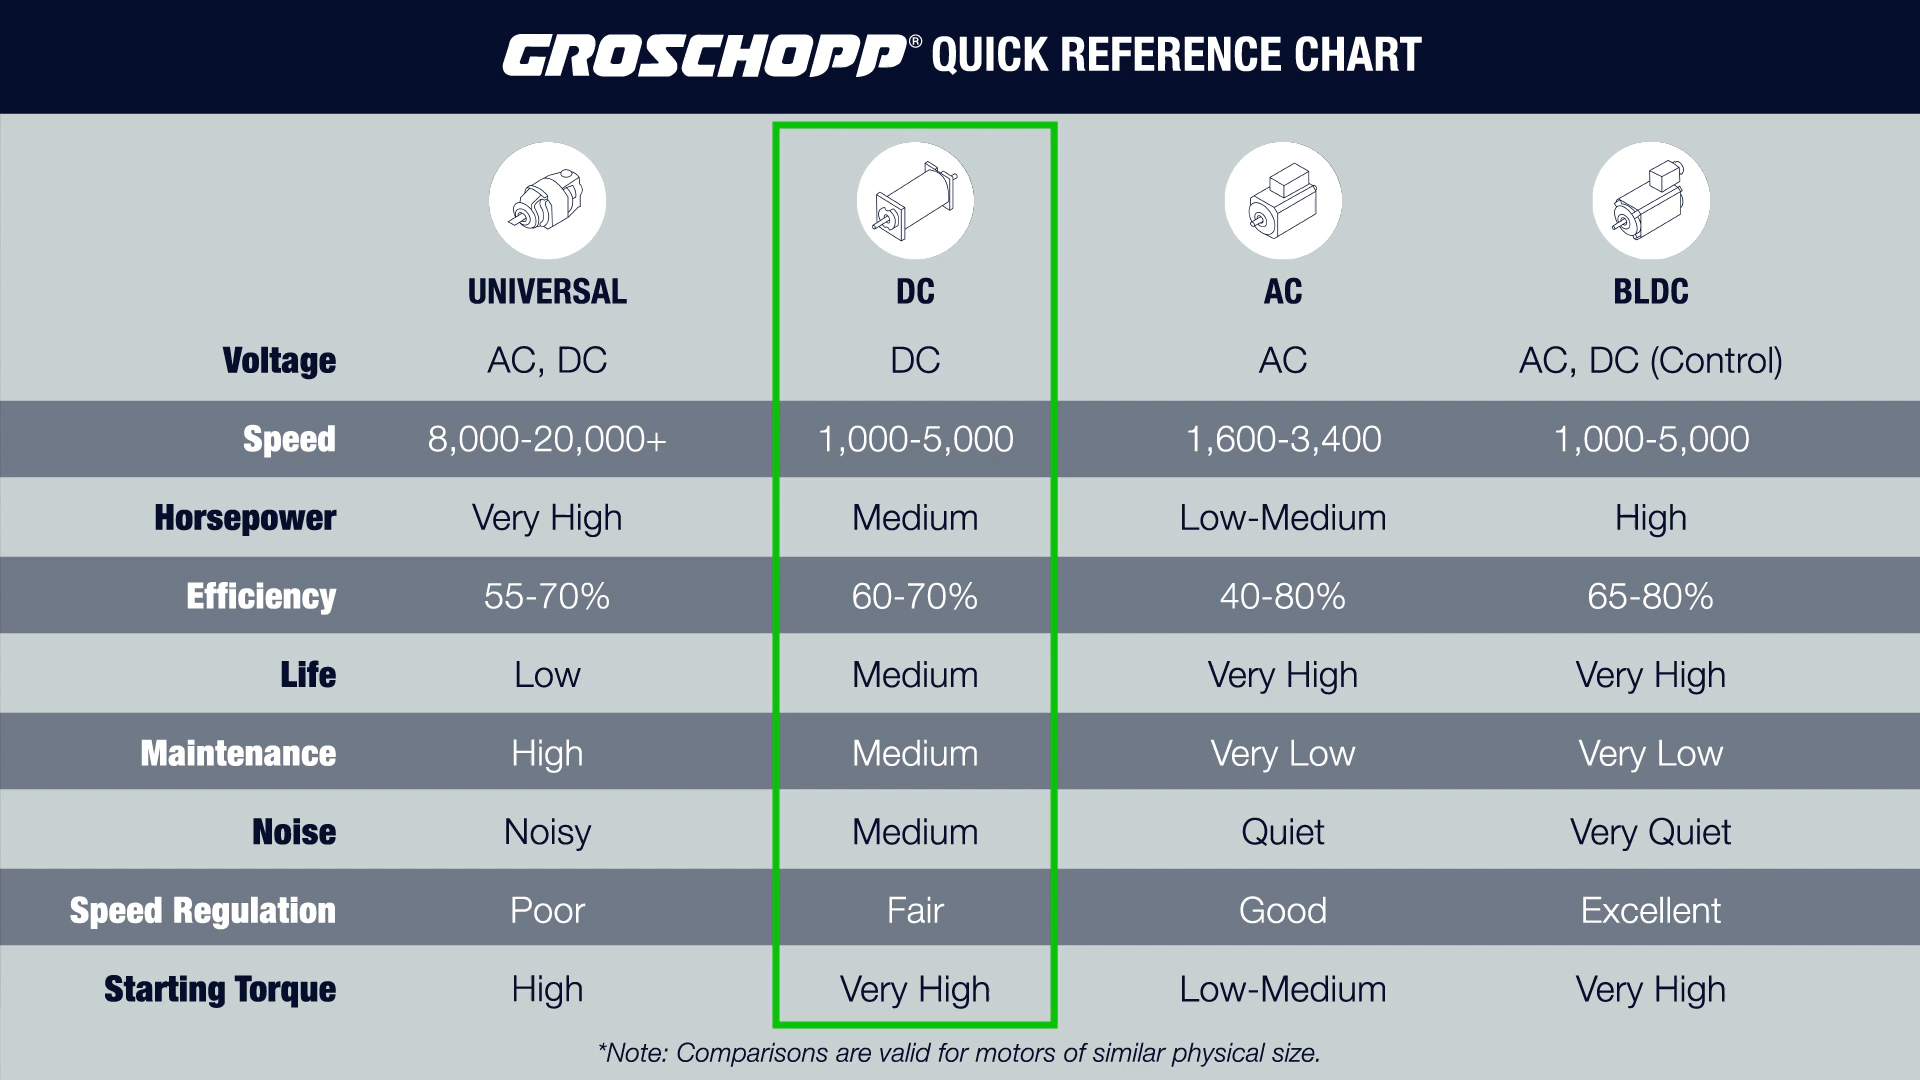 GROSCHOPP® QUICK REFERENCE CHART
UNIVERSAL DC AC BLDC
Voltage AC, DC DC AC AC, DC (Control)
Speed 8,000-20,000+ 1,000-5,000 1,600-3,400 1,000-5,000
Horsepower Very High Medium Low-Medium High
Efficiency 55-70% 60-70% 40-80% 65-80%
Life Low Medium Very High Very High
Maintenance High Medium Very Low Very Low
Noise Noisy Medium Quiet Very Quiet
Speed Regulation Poor Fair Good Excellent
Starting Torque High Very High Low-Medium Very High
*Note: Comparisons are valid for motors of similar physical size.